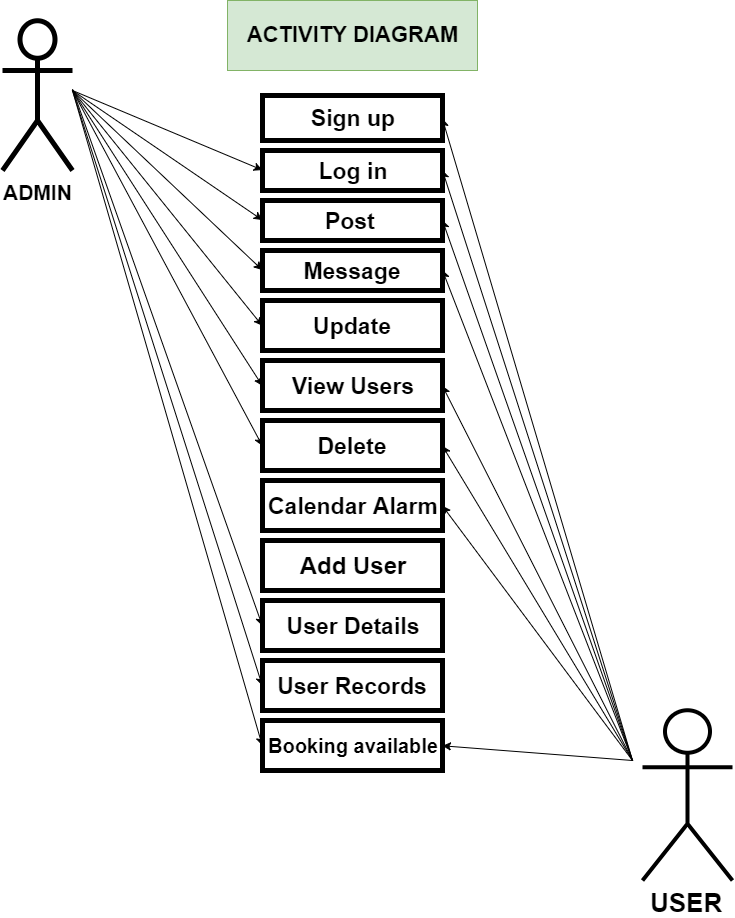 ACTIVITY DIAGRAM
ADMIN
Sign up
Log in
Post
Message
Update
View Users
Delete
Calendar Alarm
Add User
User Details
User Records
Booking available
USER